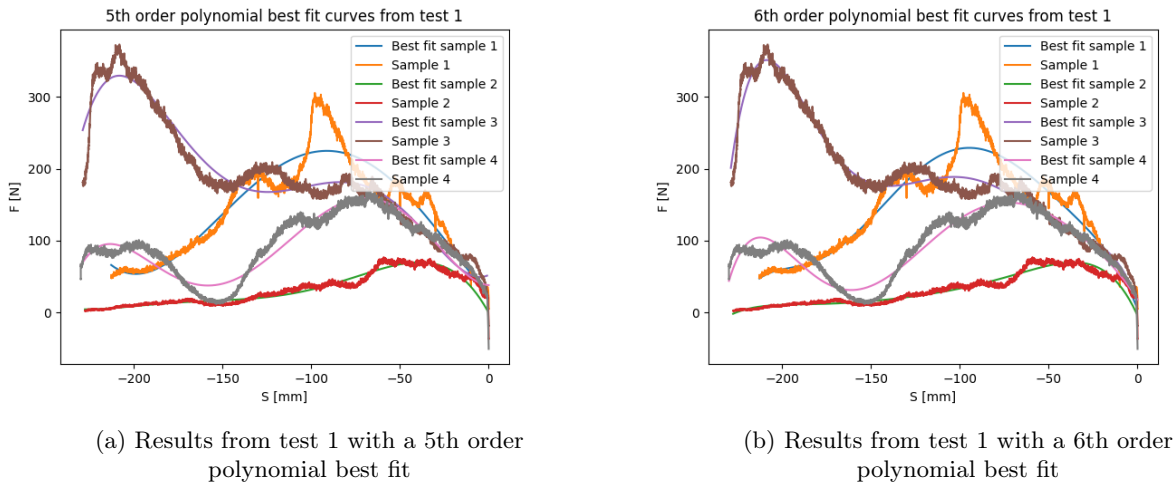 5th order polynomial best fit curves from test 1
Best fit sample 1
Sample 1
Best fit sample 2
Sample 2
Best fit sample 3
Sample 3
Best fit sample 4
Sample 4
300
200
100
0
F [N]
−200
−150
−100
−50
0
S [mm]
(a) Results from test 1 with a 5th order
polynomial best fit
6th order polynomial best fit curves from test 1
Best fit sample 1
Sample 1
Best fit sample 2
Sample 2
Best fit sample 3
Sample 3
Best fit sample 4
Sample 4
300
200
100
0
F [N]
−200
−150
−100
−50
0
S [mm]
(b) Results from test 1 with a 6th order
polynomial best fit